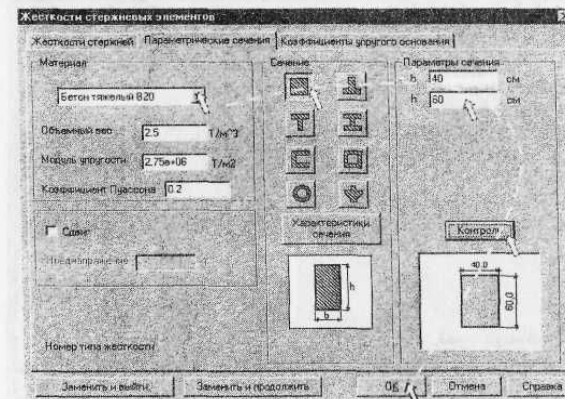 Жесткости стержневых элементов
Жесткости стержней Параметрические сечения Коэффициенты упругого основания
Материал
Сечение
Параметры сечения
h 40 см
h 60 см
Бетон тяжелый B20
Объемный вес 2.5 Т/м^3
Модуль упругости 2.75e+06 Т/м2
Коэффициент Пуассона 0.2
Сдвиг
Характеристики сечения
Контроль
h
b
40.0
60.0
Номер типа жесткости
Заменить и выйти Заменить и продолжить OK Отмена Справка